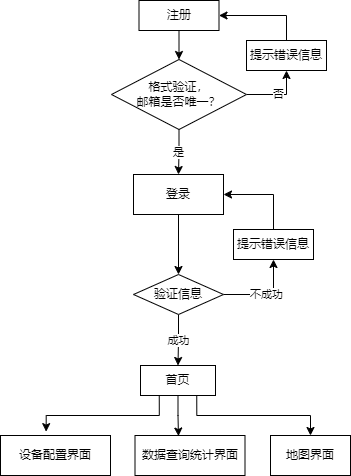 注册
提示错误信息
格式验证，
邮箱是否唯一？
否
是
登录
提示错误信息
验证信息
不成功
成功
首页
设备配置界面
数据查询统计界面
地图界面